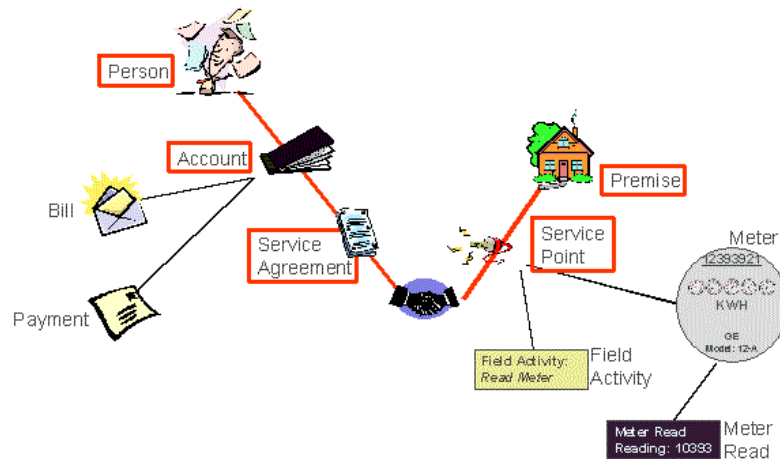 Person
Account
Bill
Payment
Service
Agreement
Premise
Service
Point
Meter
12393921
KWH
GE
Model: 12-A
Field Activity:
Read Meter
Field
Activity
Meter Read
Reading: 10393
Meter
Read